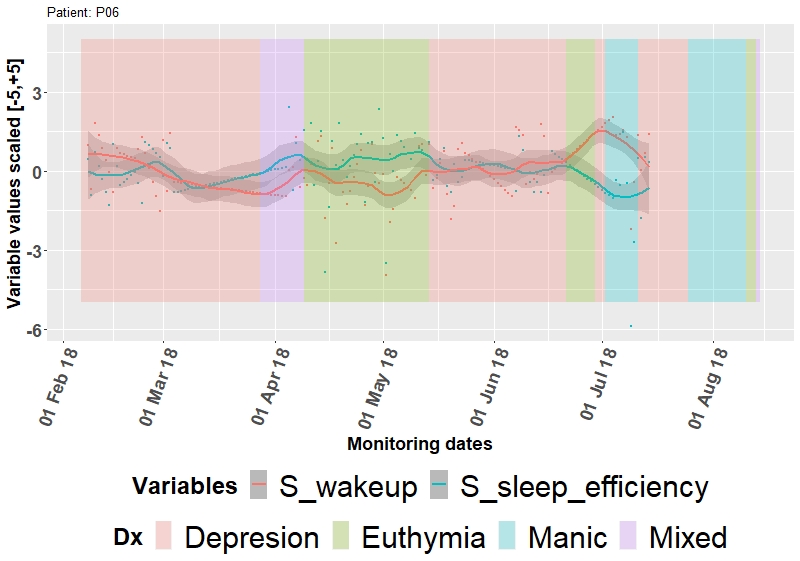 Patient: P06
Variable values scaled [-5,+5]
3
0
-3
-6
01 Feb 18
01 Mar 18
01 Apr 18
01 May 18
01 Jun 18
01 Jul 18
01 Aug 18
Monitoring dates
Variables S_wakeup S_sleep_efficiency
Dx Depresion Euthymia Manic Mixed